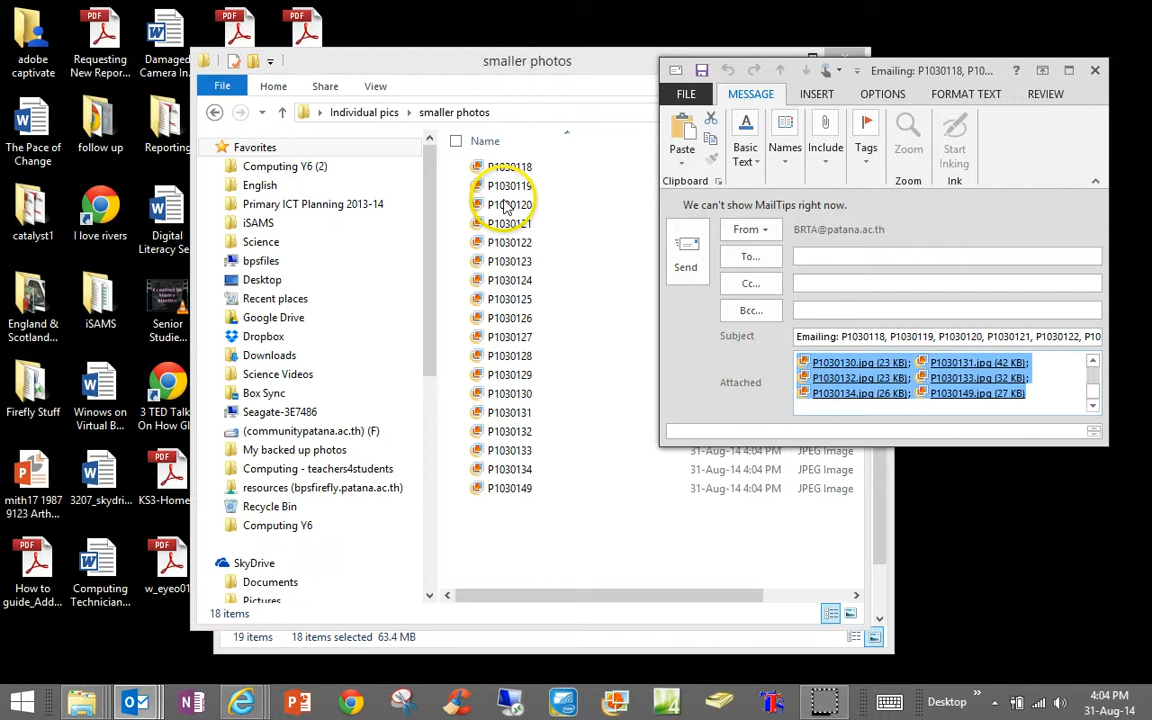 adobe captivate
Requesting New Repor...
Damaged Camera In...
The Pace of Change
follow up
Reporting
catalyst1
I love rivers
Digital Literacy Se...
England & Scotland...
iSAMS
Senior Studie...
Firefly Stuff
Windows on Virtual B...
3 TED Talk On How Gl...
mith17 1987 9123 Arth...
3207_skydri...
KS3-Home...
How to guide_Add...
Computing Technician...
w_eyeo01
smaller photos
File
Home
Share
View
Individual pics
smaller photos
Favorites
Computing Y6 (2)
English
Primary ICT Planning 2013-14
iSAMS
Science
bpsfiles
Desktop
Recent places
Google Drive
Dropbox
Downloads
Science Videos
Box Sync
Seagate-3E7486
(communitypatana.ac.th) (F)
My backed up photos
Computing - teachers4students
resources (bpsfirefly.patana.ac.th)
Recycle Bin
Computing Y6
SkyDrive
Documents
Pictures
Name
P1030118
P1030119
P1030120
P1030121
P1030122
P1030123
P1030124
P1030125
P1030126
P1030127
P1030128
P1030129
P1030130
P1030131
P1030132
P1030133
P1030134
P1030149
31-Aug-14 4:04 PM JPEG Image
31-Aug-14 4:04 PM JPEG Image
31-Aug-14 4:04 PM JPEG Image
18 items
19 items 18 items selected 63.4 MB
Emailing: P1030118, P10...
FILE
MESSAGE
INSERT
OPTIONS
FORMAT TEXT
REVIEW
Paste
Basic Text
Names
Include
Tags
Zoom
Start Inking
Clipboard
Zoom
Ink
We can't show MailTips right now.
Send
From
BRTA@patana.ac.th
To...
Cc...
Bcc...
Subject
Emailing: P1030118, P1030119, P1030120, P1030121, P1030122, P10
Attached
P1030130.jpg (23 KB); P1030131.jpg (42 KB);
P1030132.jpg (23 KB); P1030133.jpg (32 KB);
P1030134.jpg (26 KB); P1030149.jpg (27 KB)
Desktop
4:04 PM
31-Aug-14